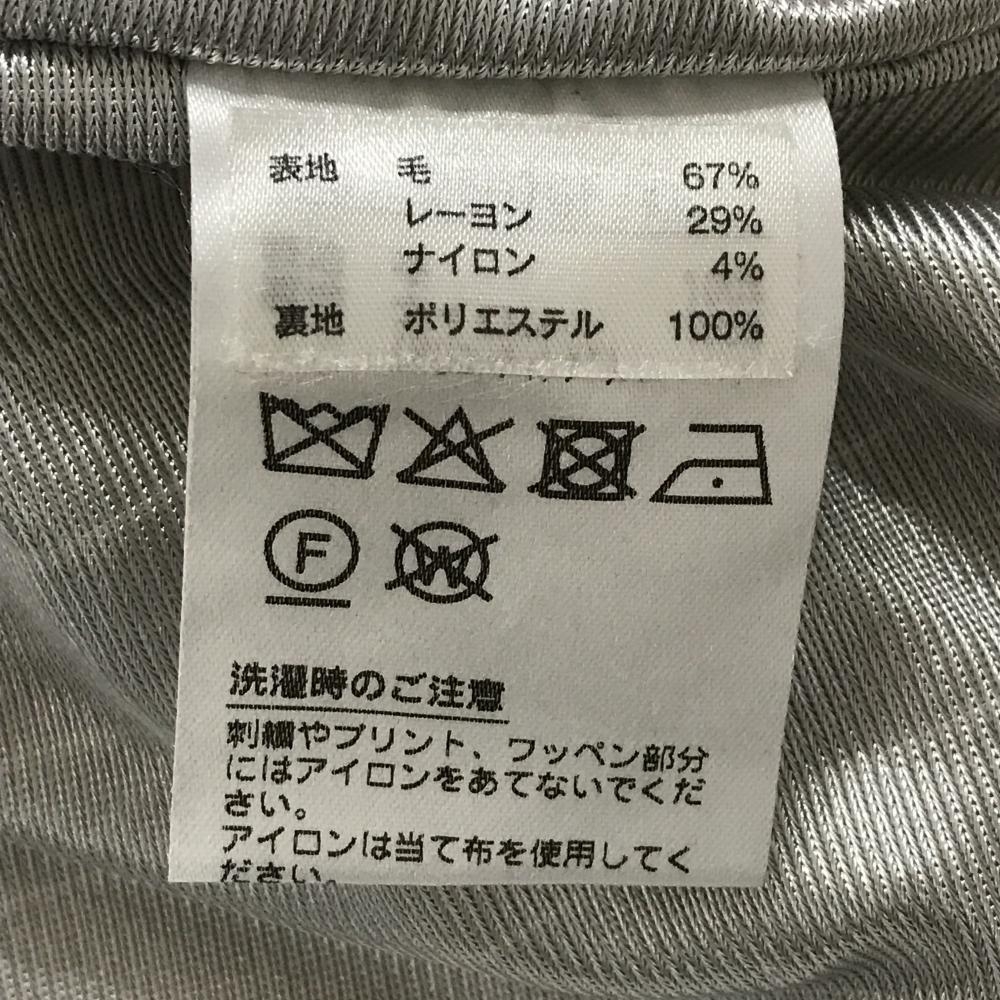 表地 毛 67%
レーヨン 29%
ナイロン 4%
裏地 ポリエステル 100%
F
W
洗濯時のご注意
刺繍やプリント、ワッペン部分
にはアイロンをあてないでくだ
さい。
アイロンは当て布を使用してく
ださい。